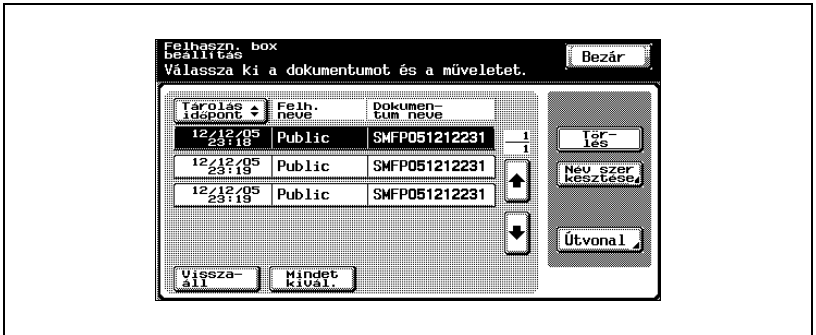 Felhaszn. box
beállítás
Bezár
Válassza ki a dokumentumot és a műveletet.
Tárolás
időpont
Felh.
neve
Dokumen-
tum neve
12/12/05
23:18
Public
SMFP051212231
1
1
Tör-
lés
12/12/05
23:19
Public
SMFP051212231
Név szer
kesztése
12/12/05
23:19
Public
SMFP051212231
Útvonal
Vissza-
áll
Mindet
kivál.